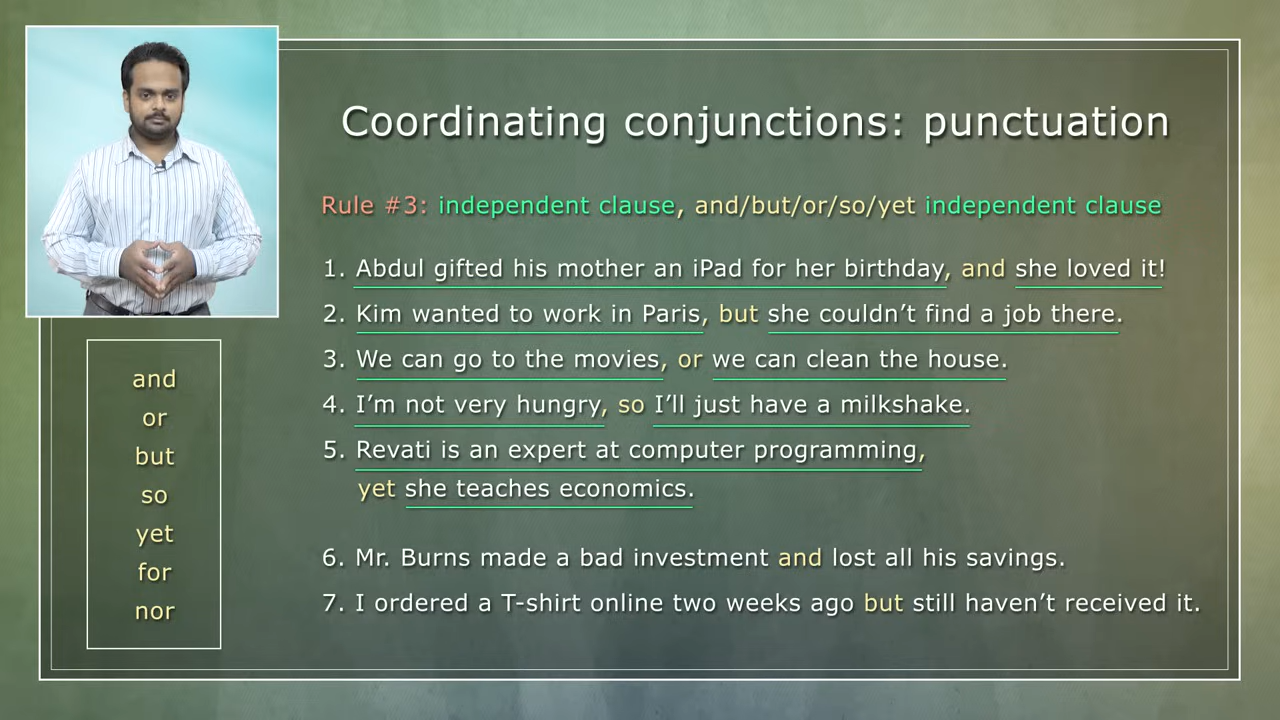 Coordinating conjunctions: punctuation
Rule #3: independent clause, and/but/or/so/yet independent clause
1. Abdul gifted his mother an iPad for her birthday, and she loved it!
2. Kim wanted to work in Paris, but she couldn’t find a job there.
3. We can go to the movies, or we can clean the house.
4. I’m not very hungry, so I’ll just have a milkshake.
5. Revati is an expert at computer programming,
yet she teaches economics.
6. Mr. Burns made a bad investment and lost all his savings.
7. I ordered a T-shirt online two weeks ago but still haven’t received it.
and
or
but
so
yet
for
nor